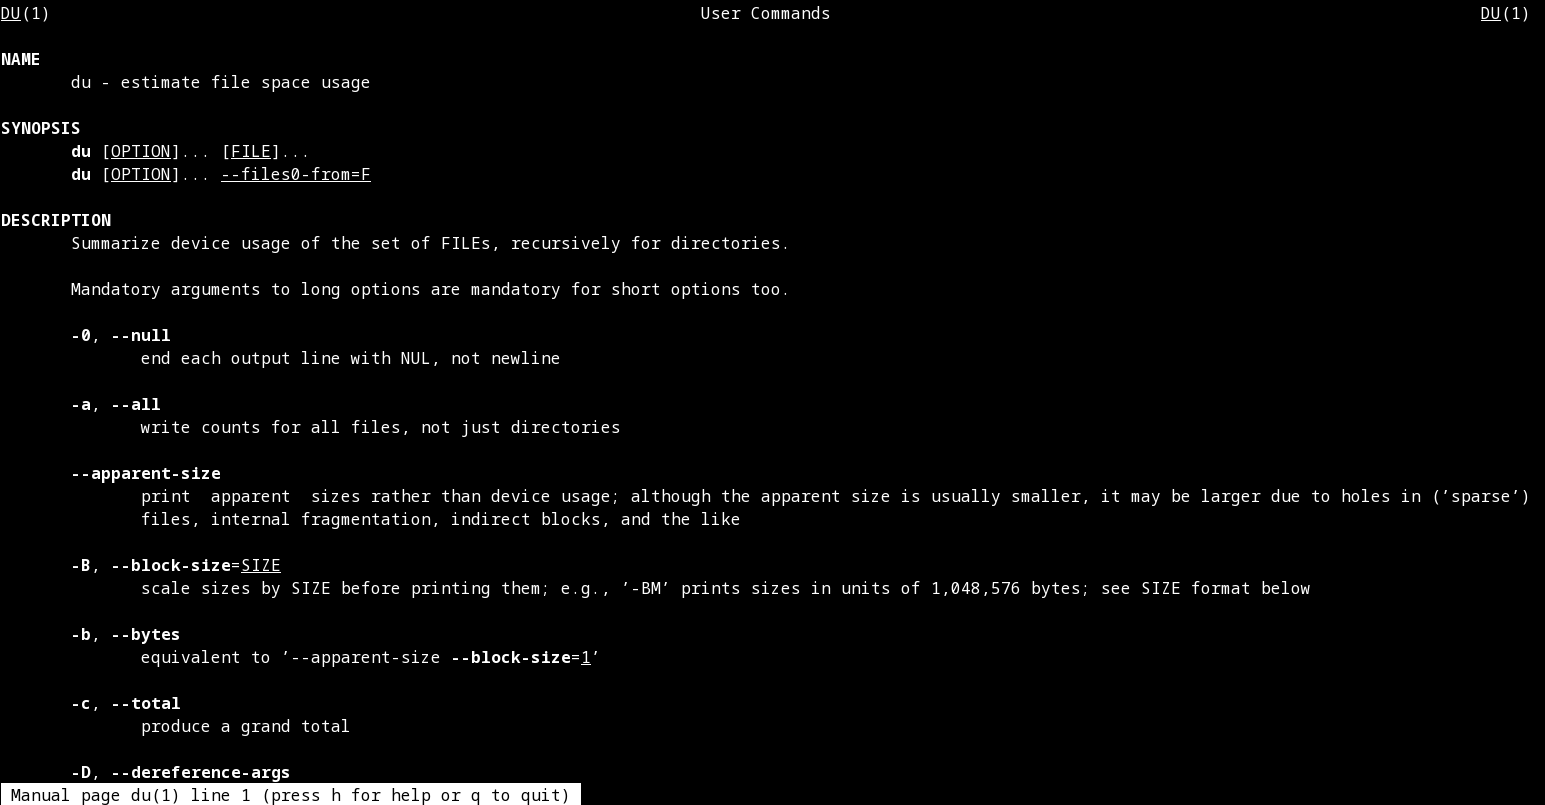 DU(1) User Commands DU(1)
NAME
du - estimate file space usage
SYNOPSIS
du [OPTION]... [FILE]...
du [OPTION]... --files0-from=F
DESCRIPTION
Summarize device usage of the set of FILEs, recursively for directories.
Mandatory arguments to long options are mandatory for short options too.
-0, --null
end each output line with NUL, not newline
-a, --all
write counts for all files, not just directories
--apparent-size
print  apparent  sizes rather than device usage; although the apparent size is usually smaller, it may be larger due to holes in (’sparse’)
files, internal fragmentation, indirect blocks, and the like
-B, --block-size=SIZE
scale sizes by SIZE before printing them; e.g., ’-BM’ prints sizes in units of 1,048,576 bytes; see SIZE format below
-b, --bytes
equivalent to ’--apparent-size --block-size=1’
-c, --total
produce a grand total
-D, --dereference-args
Manual page du(1) line 1 (press h for help or q to quit)